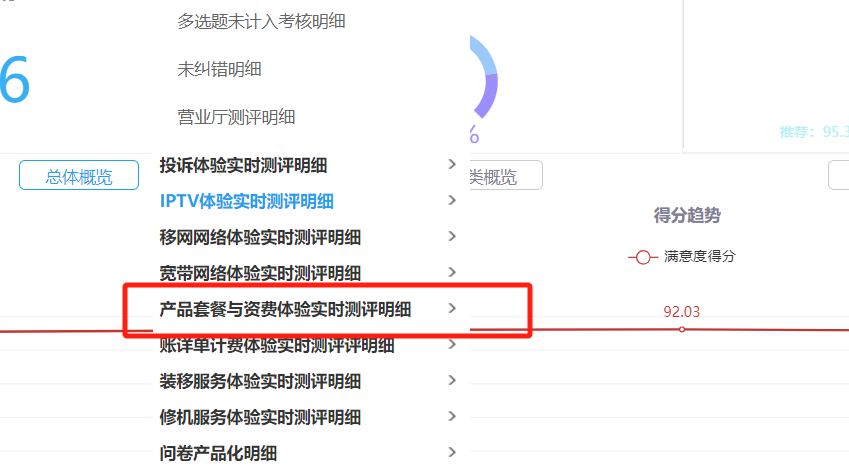 多选题未计入考核明细
6
未纠错明细
营业厅测评明细
%
推荐：95.3
投诉体验实时测评明细
总体概览
类概览
IPTV体验实时测评明细
得分趋势
移网网络体验实时测评明细
满意度得分
宽带网络体验实时测评明细
产品套餐与资费体验实时测评明细
92.03
账详单计费体验实时测评评明细
装移服务体验实时测评明细
修机服务体验实时测评明细
问卷产品化明细